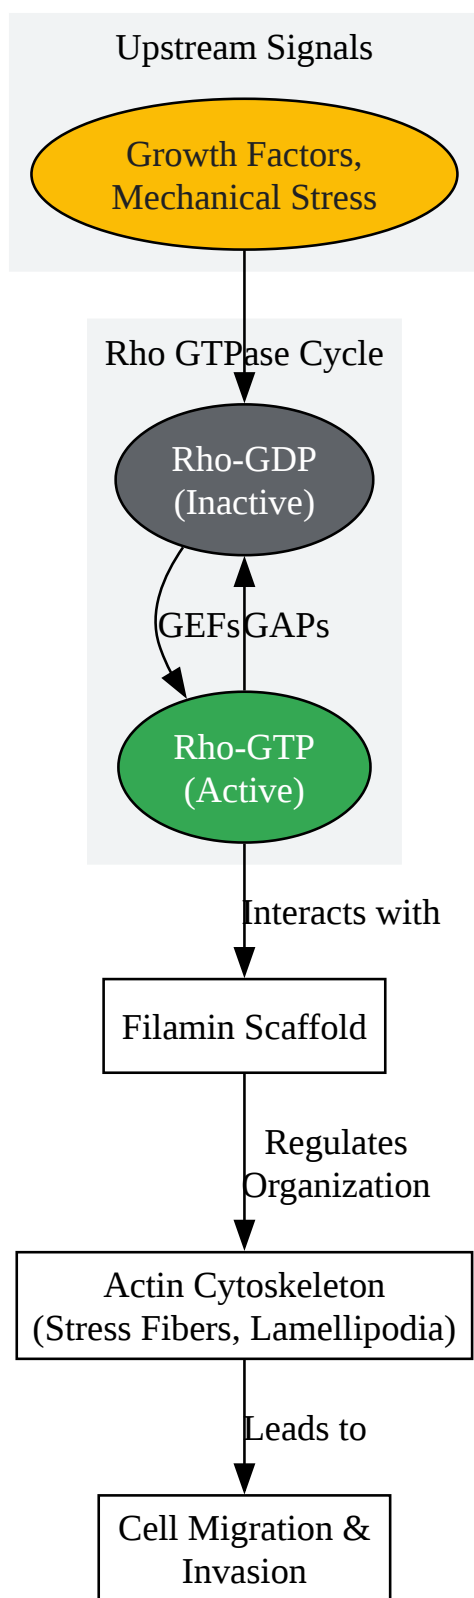 Upstream Signals
Growth Factors,
Mechanical Stress
Rho GTPase Cycle
Rho-GDP
(Inactive)
GEFs GAPs
Rho-GTP
(Active)
Interacts with
Filamin Scaffold
Regulates
Organization
Actin Cytoskeleton
(Stress Fibers, Lamellipodia)
Leads to
Cell Migration &
Invasion